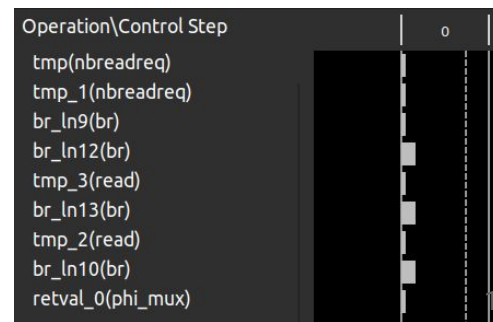 Operation\Control Step 0
tmp(nbreadreq)
tmp_1(nbreadreq)
br_ln9(br)
br_ln12(br)
tmp_3(read)
br_ln13(br)
tmp_2(read)
br_ln10(br)
retval_0(phi_mux)